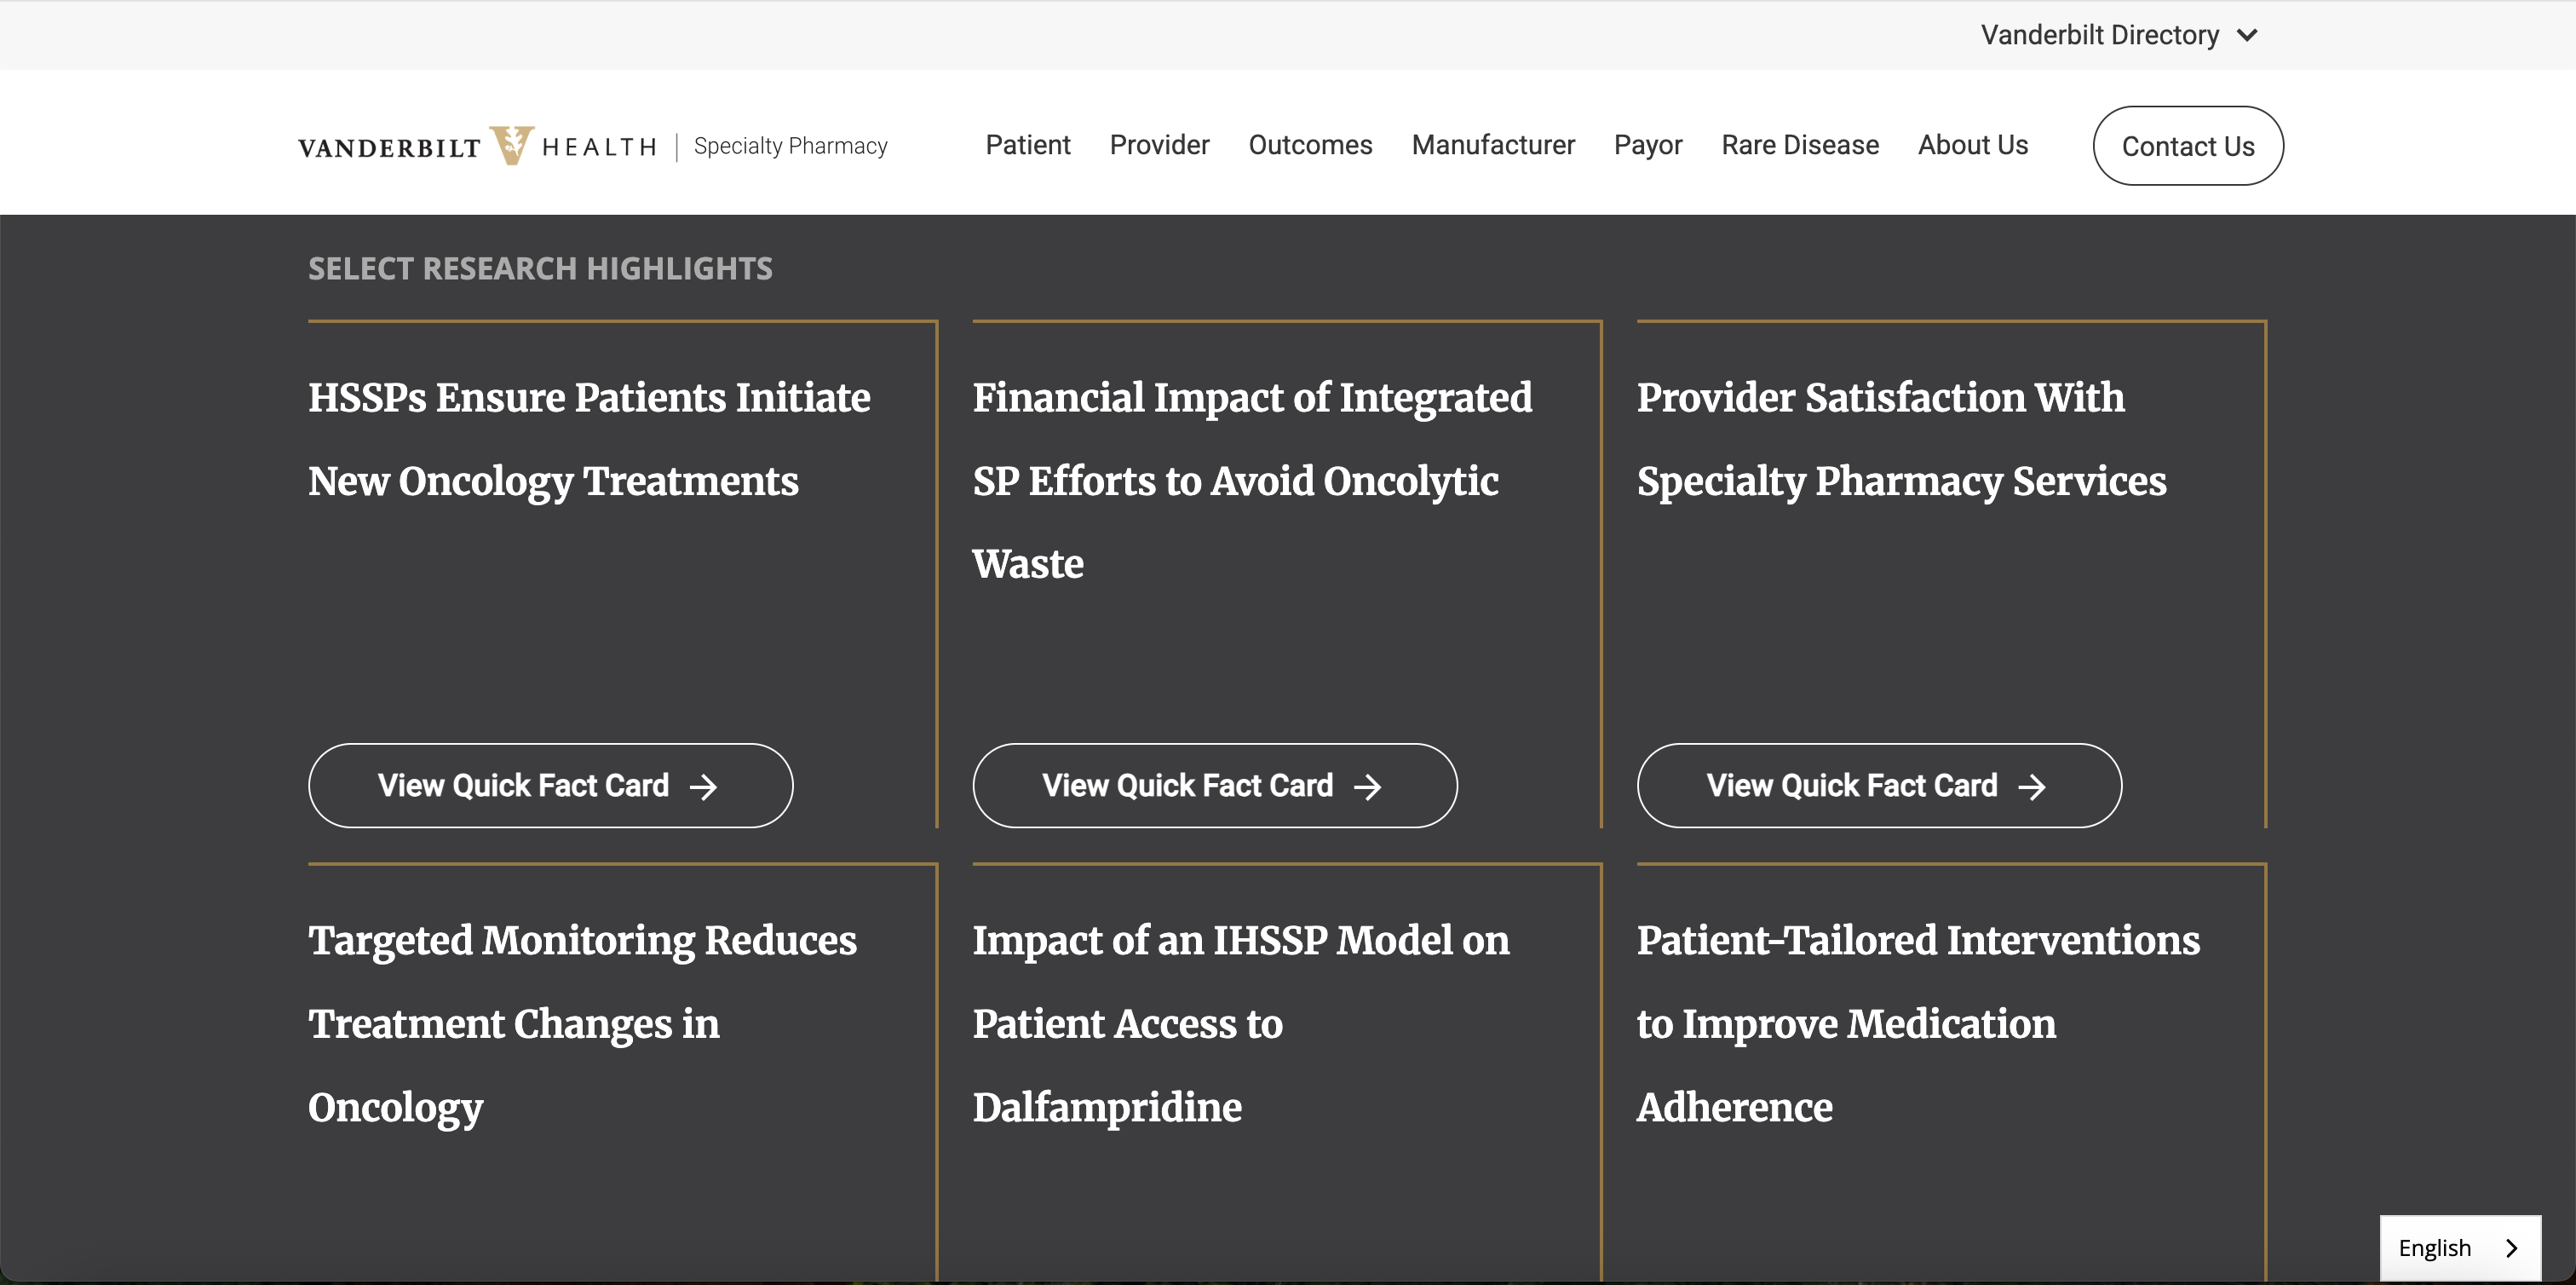 Vanderbilt Directory
VANDERBILT V HEALTH | Specialty Pharmacy
Patient
Provider
Outcomes
Manufacturer
Payor
Rare Disease
About Us
Contact Us
SELECT RESEARCH HIGHLIGHTS
HSSPs Ensure Patients Initiate
New Oncology Treatments
View Quick Fact Card
Financial Impact of Integrated
SP Efforts to Avoid Oncolytic
Waste
View Quick Fact Card
Provider Satisfaction With
Specialty Pharmacy Services
View Quick Fact Card
Targeted Monitoring Reduces
Treatment Changes in
Oncology
Impact of an IHSSP Model on
Patient Access to
Dalfampridine
Patient-Tailored Interventions
to Improve Medication
Adherence
English